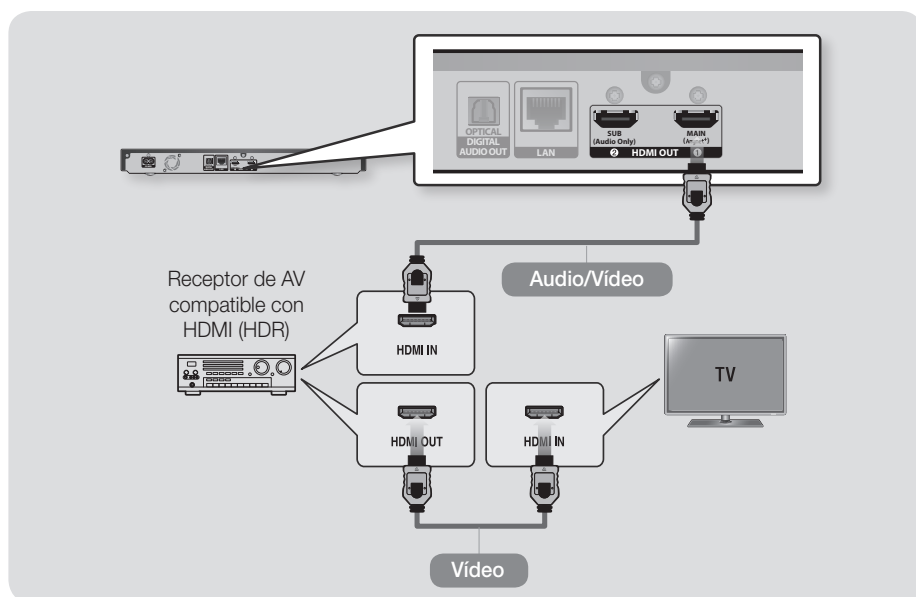 OPTICAL
DIGITAL
AUDIO OUT
LAN
SUB
(Audio Only)
MAIN
2 HDMI OUT 1
Audio/Vídeo
Receptor de AV
compatible con
HDMI (HDR)
HDMI IN
TV
HDMI OUT
HDMI IN
Vídeo